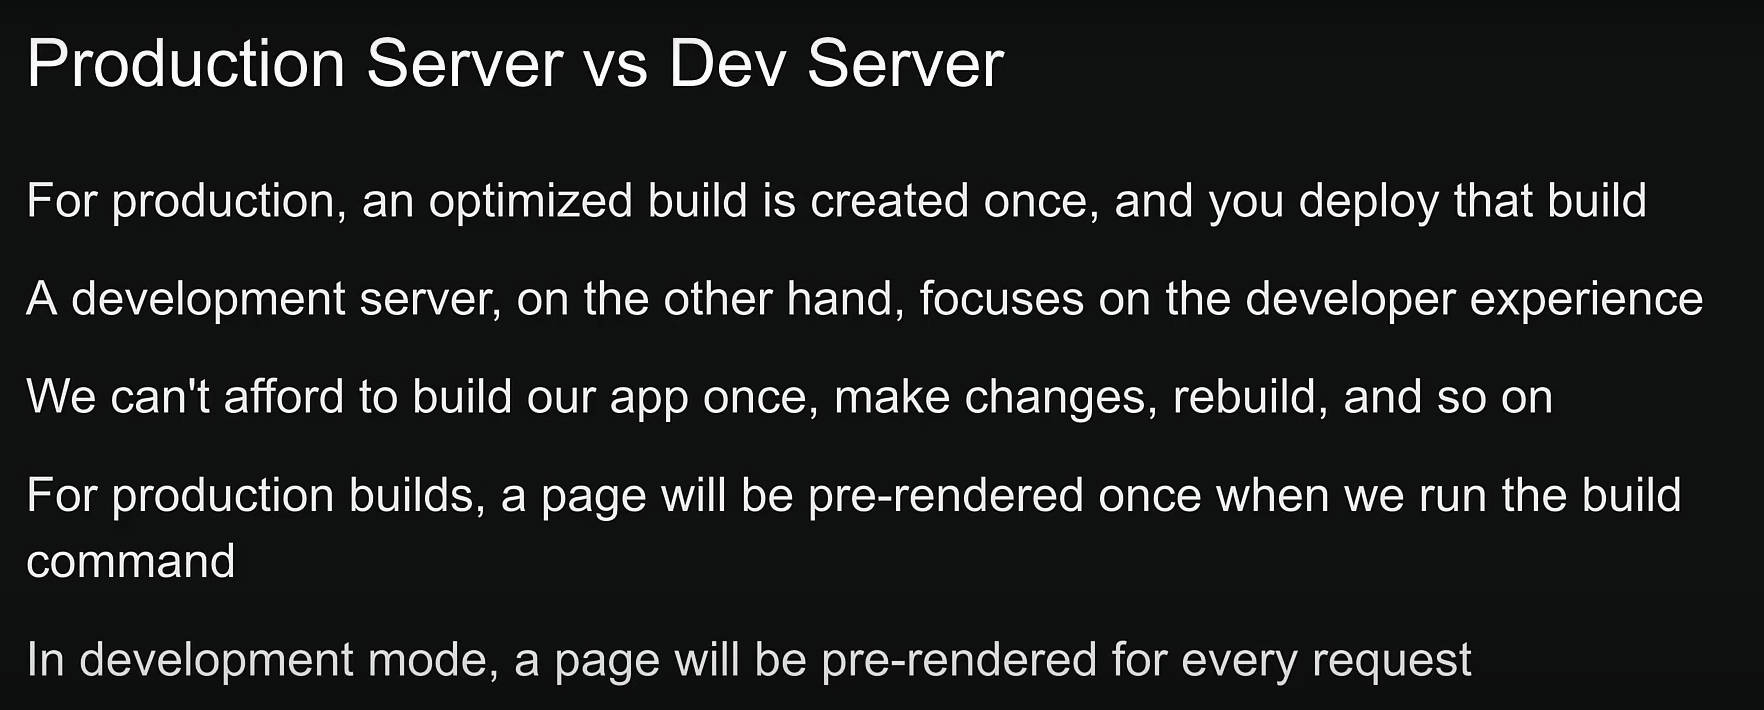 Production Server vs Dev Server
For production, an optimized build is created once, and you deploy that build
A development server, on the other hand, focuses on the developer experience
We can't afford to build our app once, make changes, rebuild, and so on
For production builds, a page will be pre-rendered once when we run the build
command
In development mode, a page will be pre-rendered for every request